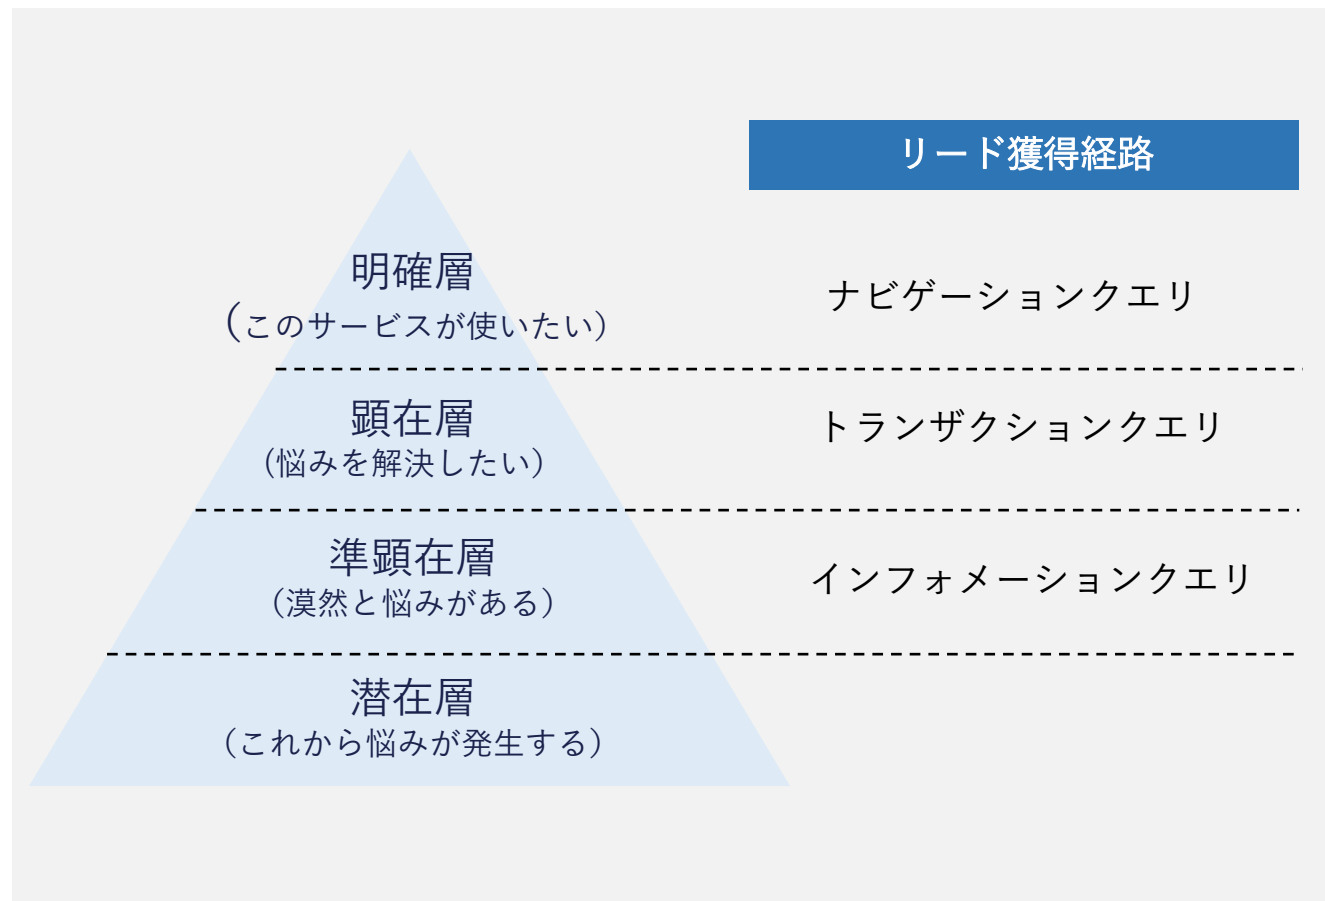 リード獲得経路
明確層
（このサービスが使いたい）
ナビゲーションクエリ
顕在層
（悩みを解決したい）
トランザクションクエリ
準顕在層
（漠然と悩みがある）
インフォメーションクエリ
潜在層
（これから悩みが発生する）